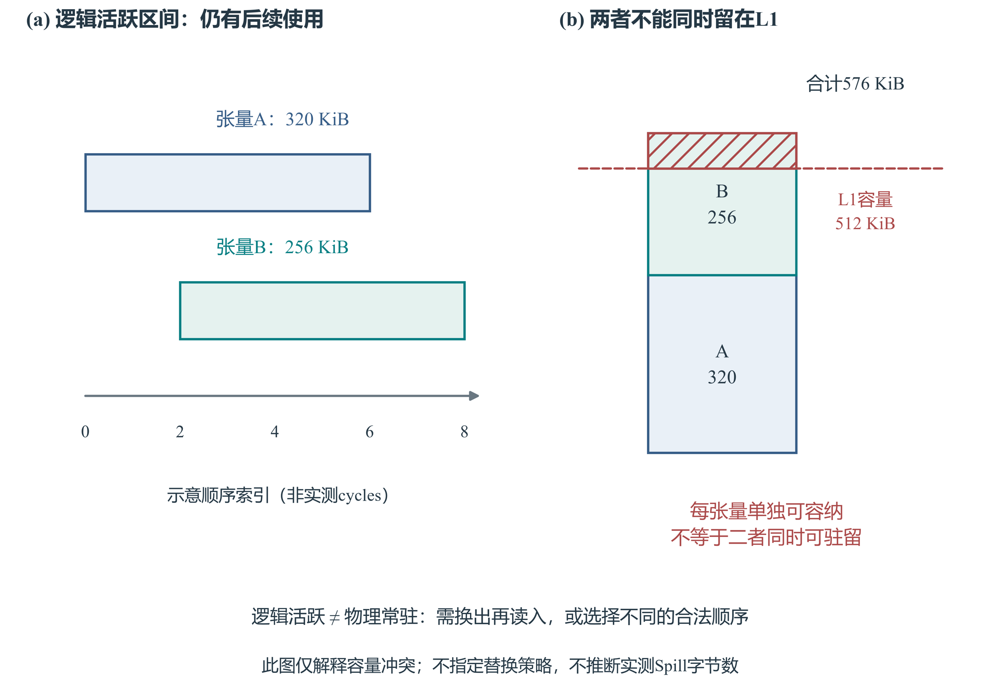 (a) 逻辑活跃区间：仍有后续使用
张量A：320 KiB
张量B：256 KiB
0 2 4 6 8
示意顺序索引（非实测cycles）
(b) 两者不能同时留在L1
合计576 KiB
B
256
L1容量
512 KiB
A
320
每张量单独可容纳
不等于二者同时可驻留
逻辑活跃 ≠ 物理常驻：需换出再读入，或选择不同的合法顺序
此图仅解释容量冲突；不指定替换策略，不推断实测Spill字节数